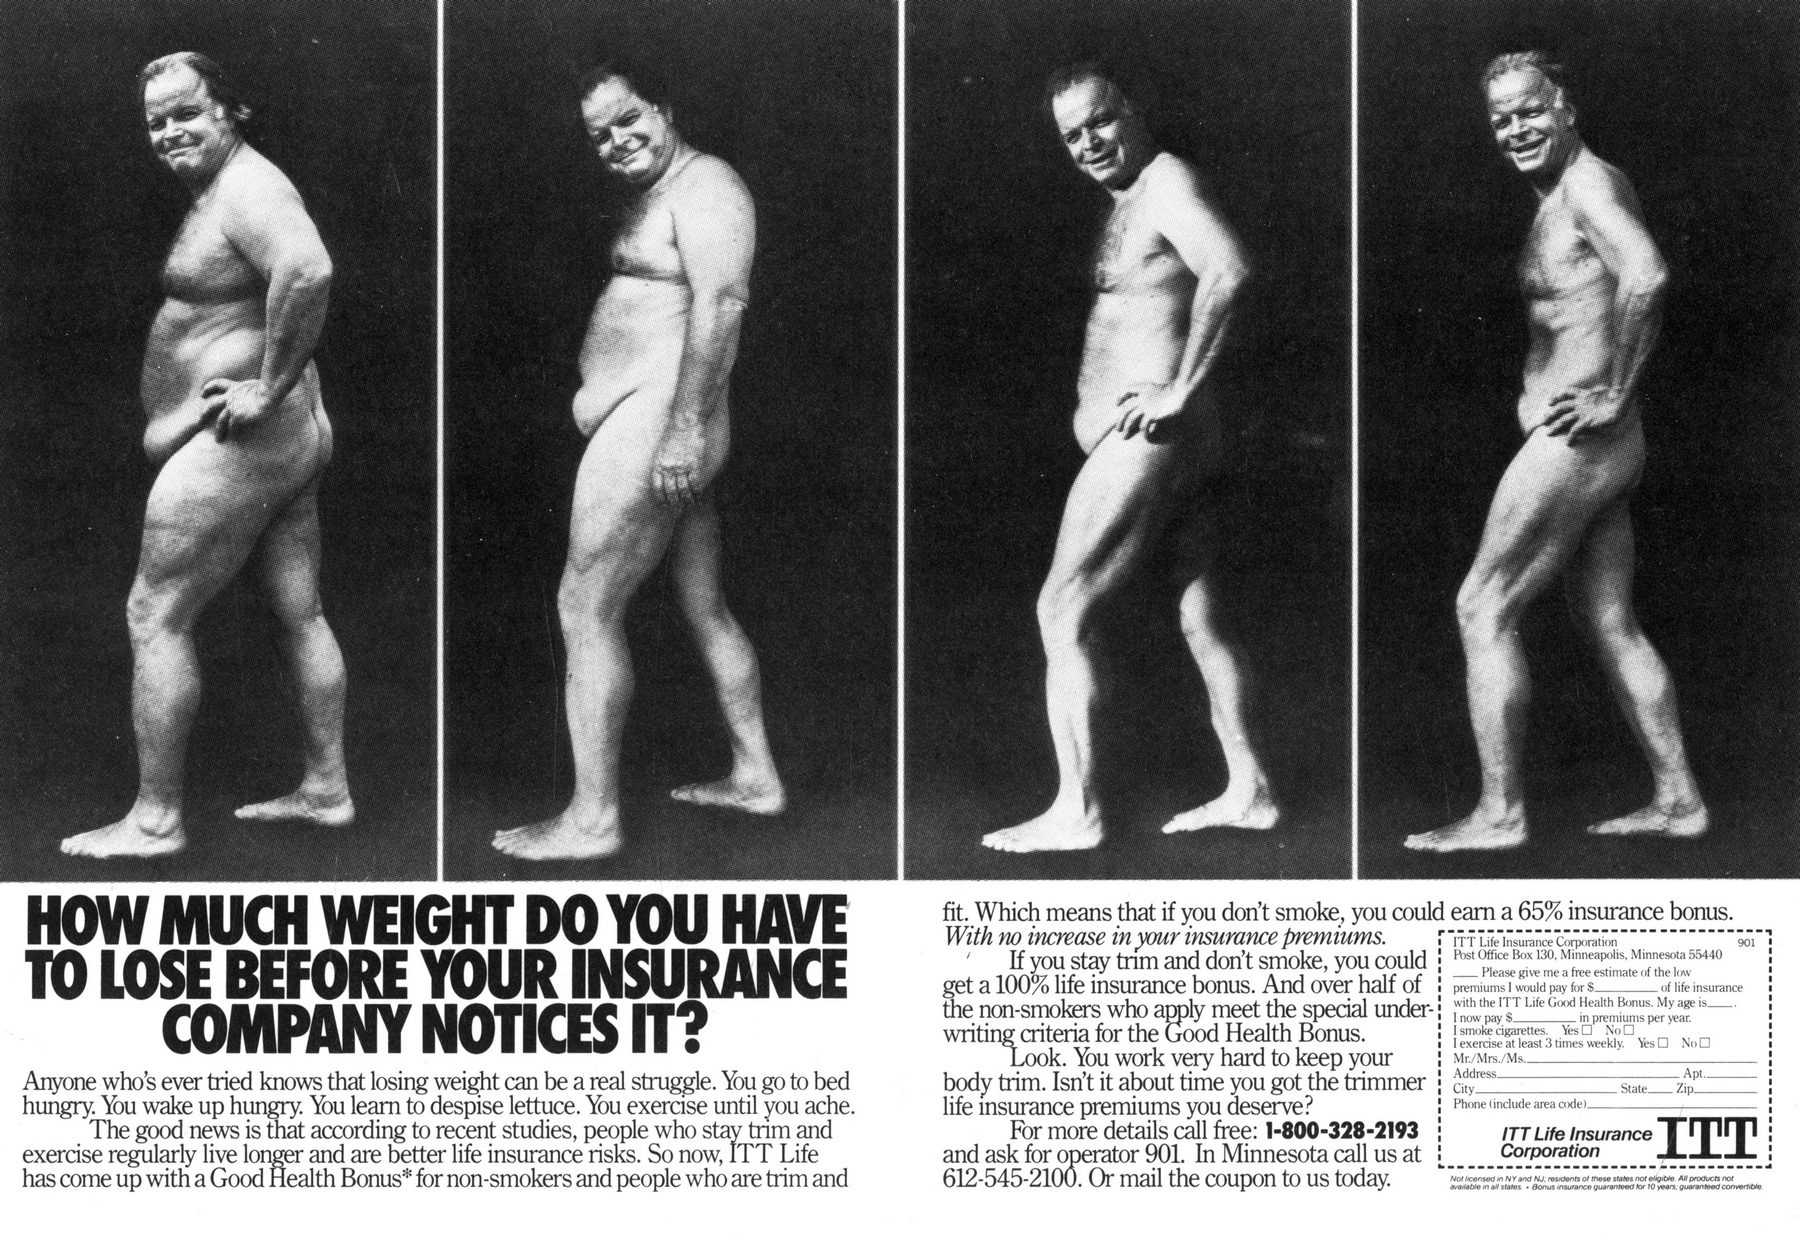 HOW MUCH WEIGHT DO YOU HAVE
TO LOSE BEFORE YOUR INSURANCE
COMPANY NOTICES IT?
Anyone who's ever tried knows that losing weight can be a real struggle. You go to bed
hungry. You wake up hungry. You learn to despise lettuce. You exercise until you ache.
The good news is that according to recent studies, people who stay trim and
exercise regularly live longer and are better life insurance risks. So now, ITT Life
has come up with a Good Health Bonus* for non-smokers and people who are trim and
fit. Which means that if you don't smoke, you could earn a 65% insurance bonus.
With no increase in your insurance premiums.
If you stay trim and don't smoke, you could
get a 100% life insurance bonus. And over half of
the non-smokers who apply meet the special under-
writing criteria for the Good Health Bonus.
Look. You work very hard to keep your
body trim. Isn't it about time you got the trimmer
life insurance premiums you deserve?
For more details call free: 1-800-328-2193
and ask for operator 901. In Minnesota call us at
612-545-2100. Or mail the coupon to us today.
ITT Life Insurance Corporation 901
Post Office Box 130, Minneapolis, Minnesota 55440
____ Please give me a free estimate of the low
premiums I would pay for $________ of life insurance
with the ITT Life Good Health Bonus. My age is____.
I now pay $________ in premiums per year.
I smoke cigarettes. Yes □ No □
I exercise at least 3 times weekly. Yes □ No □
Mr./Mrs./Ms.________
Address________ Apt.____
City________ State____ Zip____
Phone (include area code)________
ITT Life Insurance
Corporation
ITT
Not licensed in NY and NJ; residents of these states not eligible. All products not
available in all states. * Bonus insurance guaranteed for 10 years; guaranteed convertible.